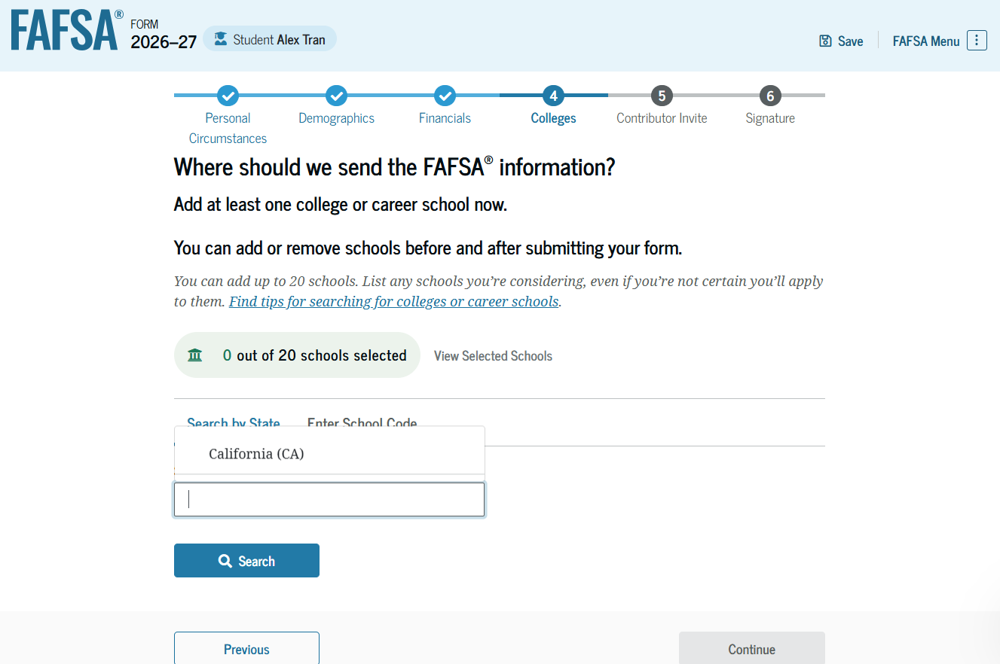 FAFSA®
FORM
2026–27
Student Alex Tran
Save
FAFSA Menu
4
5
6
Personal
Circumstances
Demographics
Financials
Colleges
Contributor Invite
Signature
Where should we send the FAFSA® information?
Add at least one college or career school now.
You can add or remove schools before and after submitting your form.
You can add up to 20 schools. List any schools you’re considering, even if you’re not certain you’ll apply
to them. Find tips for searching for colleges or career schools.
0 out of 20 schools selected
View Selected Schools
Search by State
Enter School Code
California (CA)
Search
Previous
Continue